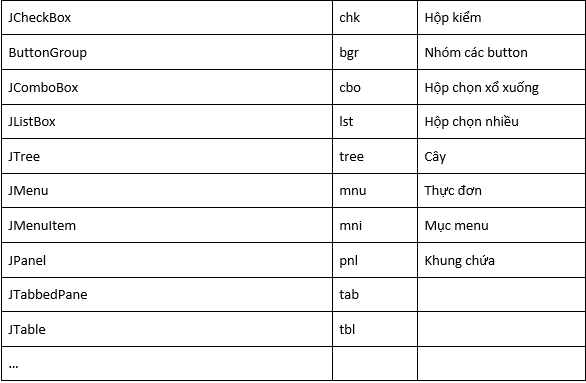 JCheckBox chk Hộp kiểm
ButtonGroup bgr Nhóm các button
JComboBox cbo Hộp chọn xổ xuống
JListBox lst Hộp chọn nhiều
JTree tree Cây
JMenu mnu Thực đơn
JMenuItem mni Mục menu
JPanel pnl Khung chứa
JTabbedPane tab
JTable tbl
...